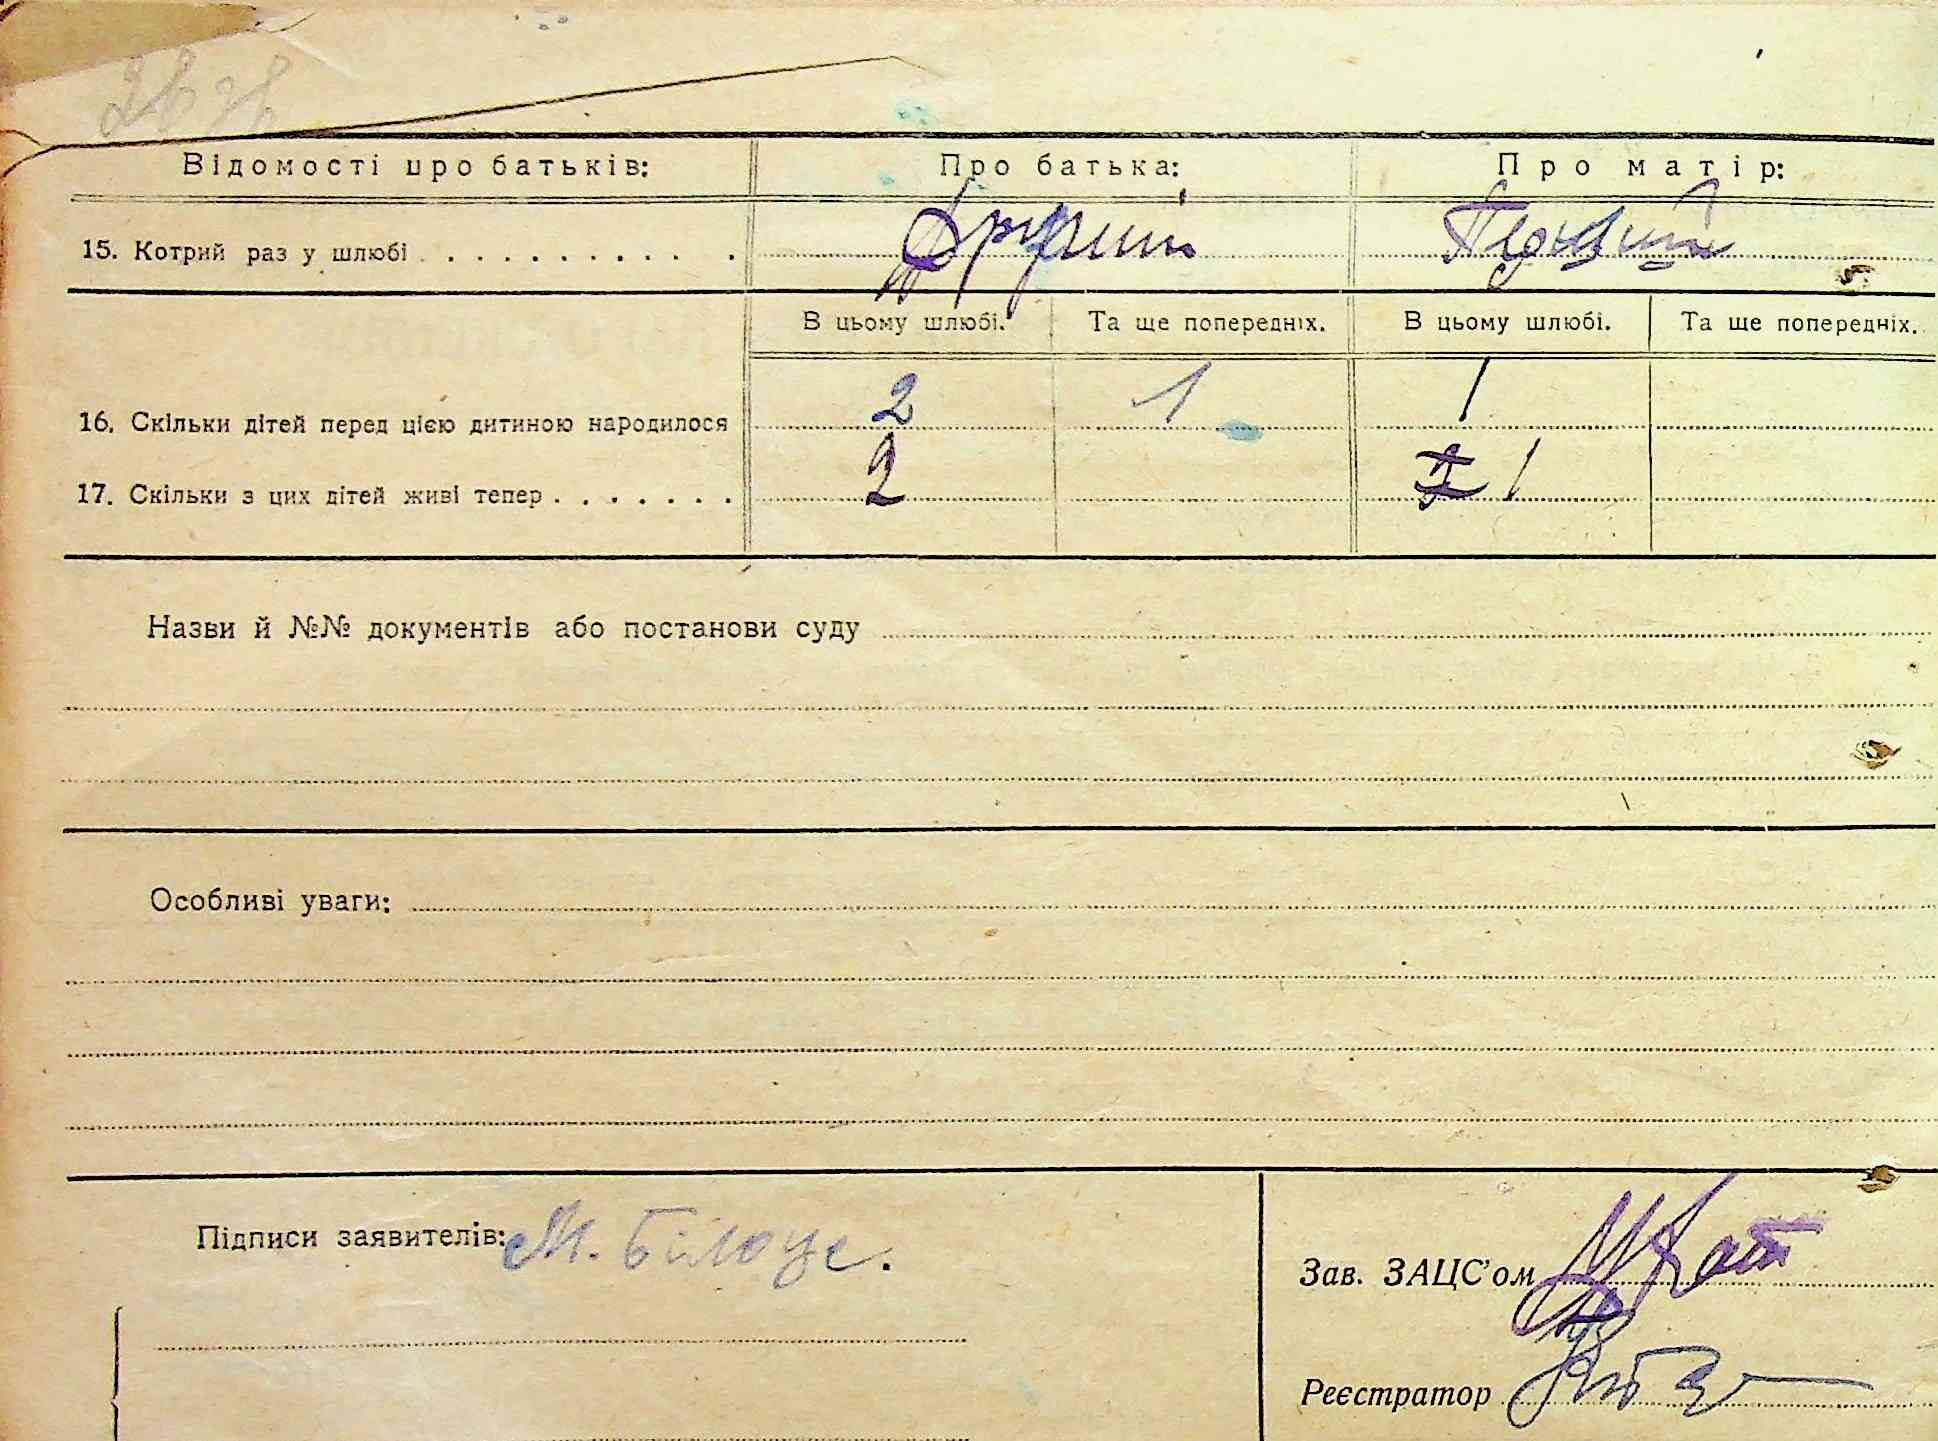 Відомості про батьків: Про батька: Про матір:
15. Котрий раз у шлюбі . . . . . . . . . . Другий Первий
В цьому шлюбі. Та ще попередніх. В цьому шлюбі. Та ще попередніх.
16. Скільки дітей перед цією дитиною народилося 2 1 1
17. Скільки з цих дітей живі тепер . . . . . . . 2 1
Назви й №№ документів або постанови суду
Особливі уваги:
Підписи заявителів: М. Білоус.
Зав. ЗАЦС'ом
Реєстратор